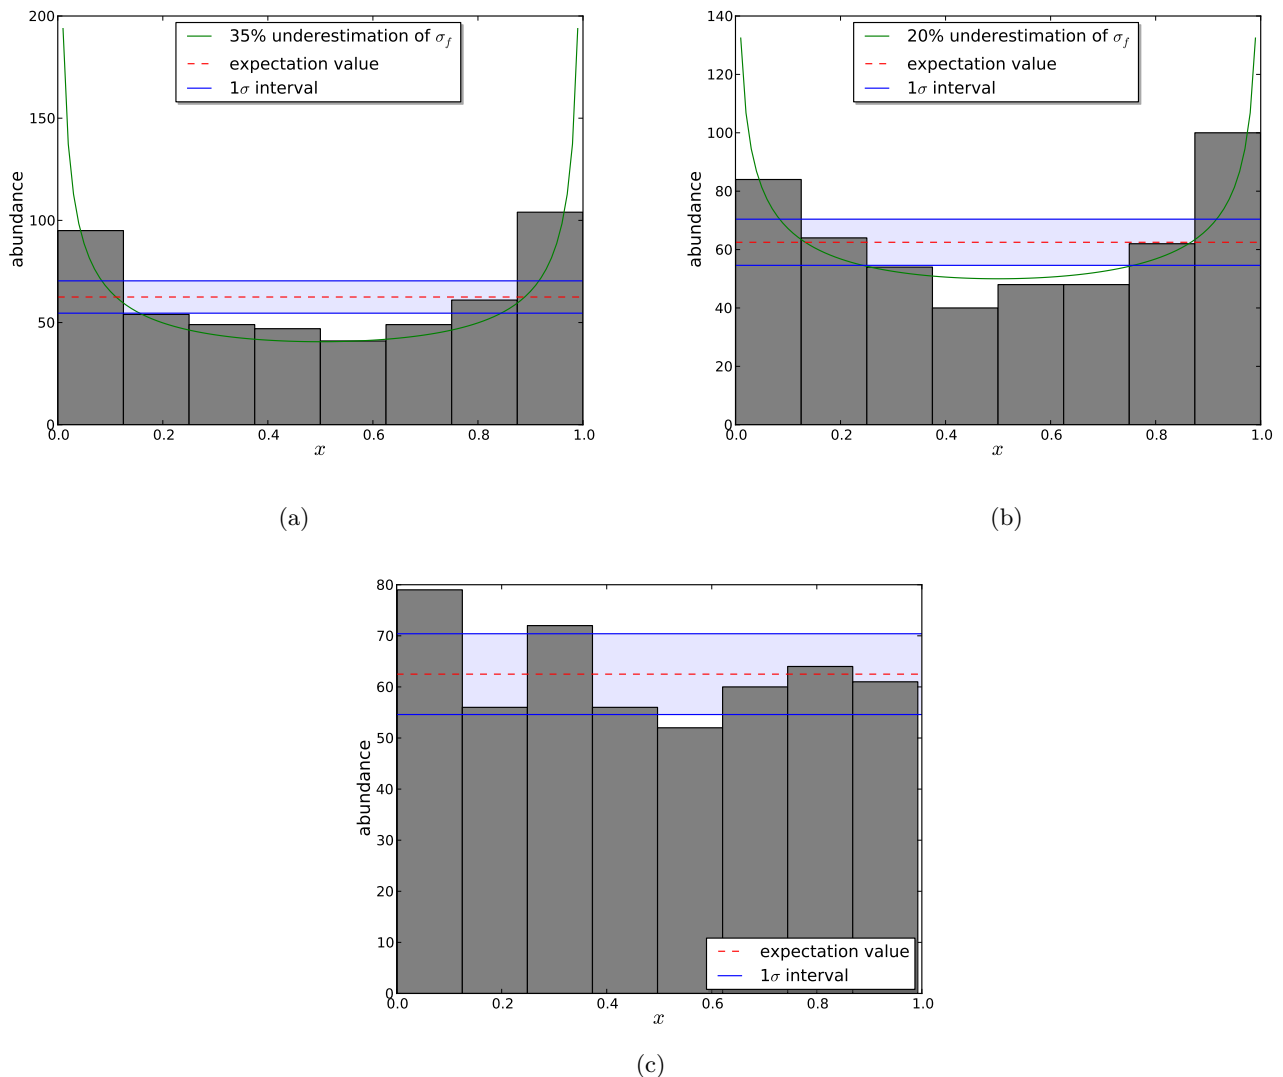 200
150
100
50
0
abundance
35% underestimation of σ_f
expectation value
1σ interval
0.0 0.2 0.4 0.6 0.8 1.0
x
(a)
140
120
100
80
60
40
20
0
abundance
20% underestimation of σ_f
expectation value
1σ interval
0.0 0.2 0.4 0.6 0.8 1.0
x
(b)
80
70
60
50
40
30
20
10
0
abundance
expectation value
1σ interval
0.0 0.2 0.4 0.6 0.8 1.0
x
(c)